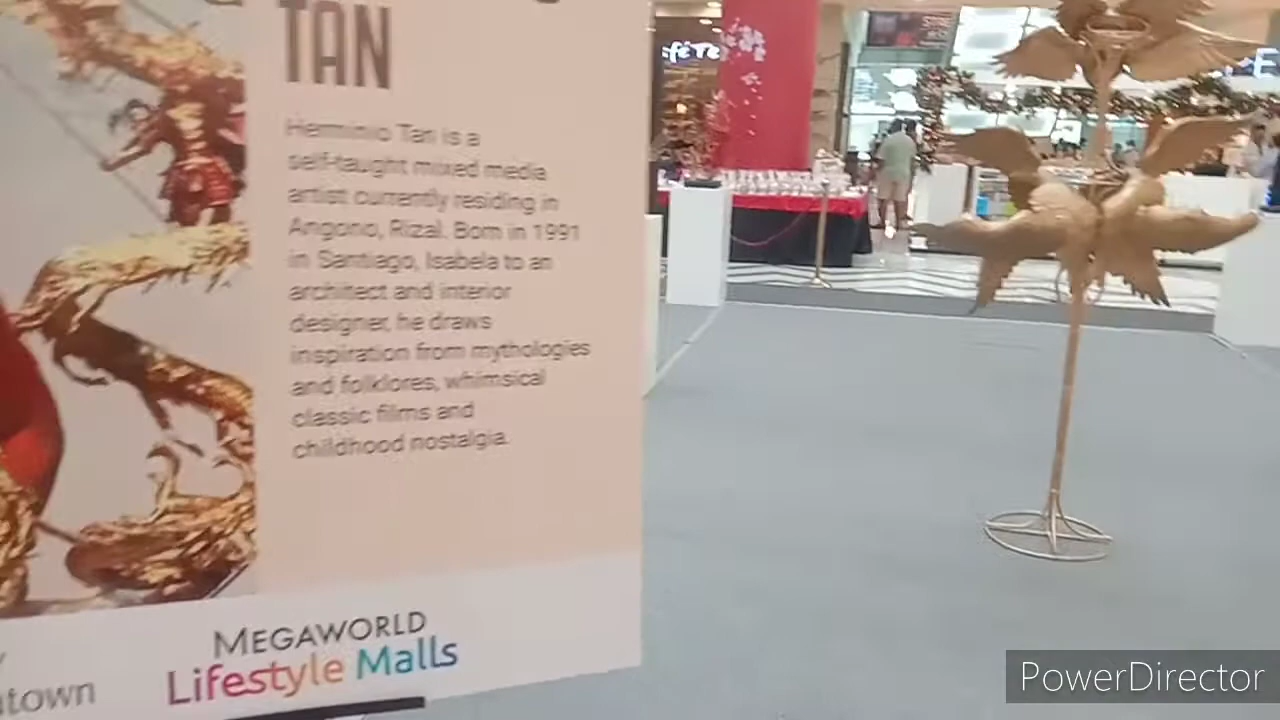 TAN
Herminio Tan is a
self-taught mixed media
artist currently residing in
Angono, Rizal. Born in 1991
in Santiago, Isabela to an
architect and interior
designer, he draws
inspiration from mythologies
and folklores, whimsical
classic films and
childhood nostalgia.
MEGAWORLD
Lifestyle Malls
PowerDirector